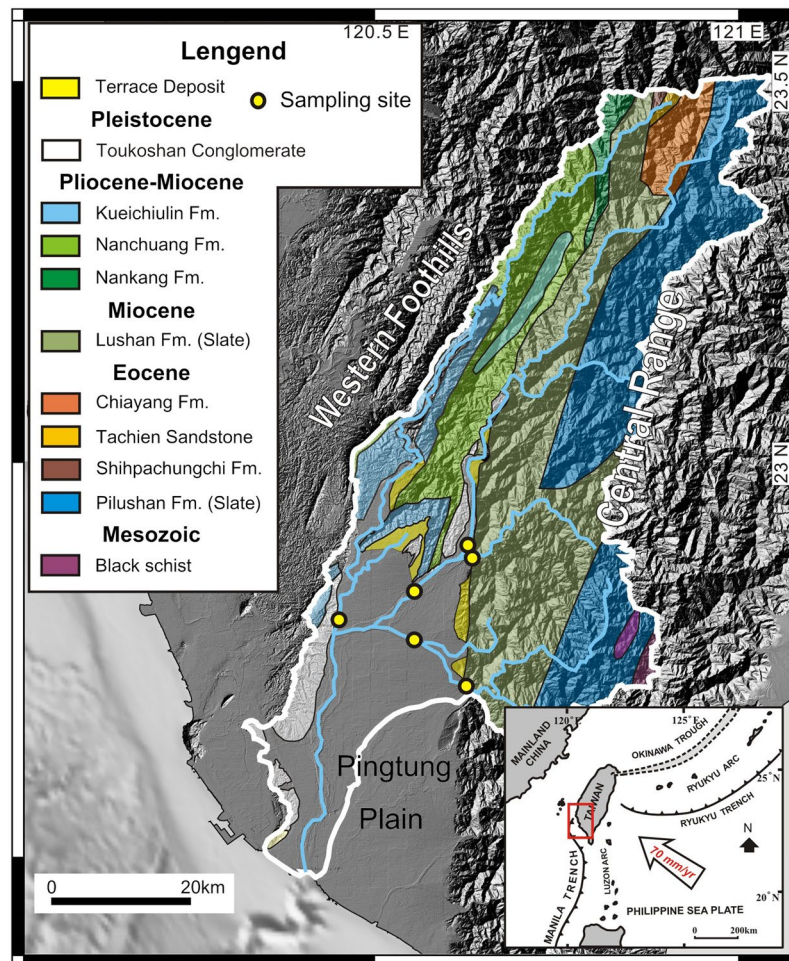 120.5 E
121 E
23.5 N
23 N
Lengend
Terrace Deposit
Sampling site
Pleistocene
Toukoshan Conglomerate
Pliocene-Miocene
Kueichiulin Fm.
Nanchuang Fm.
Nankang Fm.
Miocene
Lushan Fm. (Slate)
Eocene
Chiayang Fm.
Tachien Sandstone
Shihpachungchi Fm.
Pilushan Fm. (Slate)
Mesozoic
Black schist
Western Foothills
Central Range
Pingtung
Plain
0 20km
120°E
125°E
MAINLAND
CHINA
OKINAWA TROUGH
25°N
RYUKYU ARC
TAIWAN
RYUKYU TRENCH
N
70 mm/yr
LUZON ARC
MANILA TRENCH
20°N
PHILIPPINE SEA PLATE
0 200km